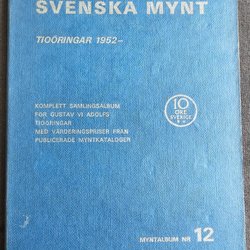 SVENSKA MYNT
TIOÖRINGAR 1952–
KOMPLETT SAMLINGSALBUM
FÖR GUSTAV VI ADOLFS
TIOÖRINGAR
MED VÄRDERINGSPRISER FRÅN
PUBLICERADE MYNTKATALOGER
10
ÖRE
SVERIGE
MYNTALBUM NR 12